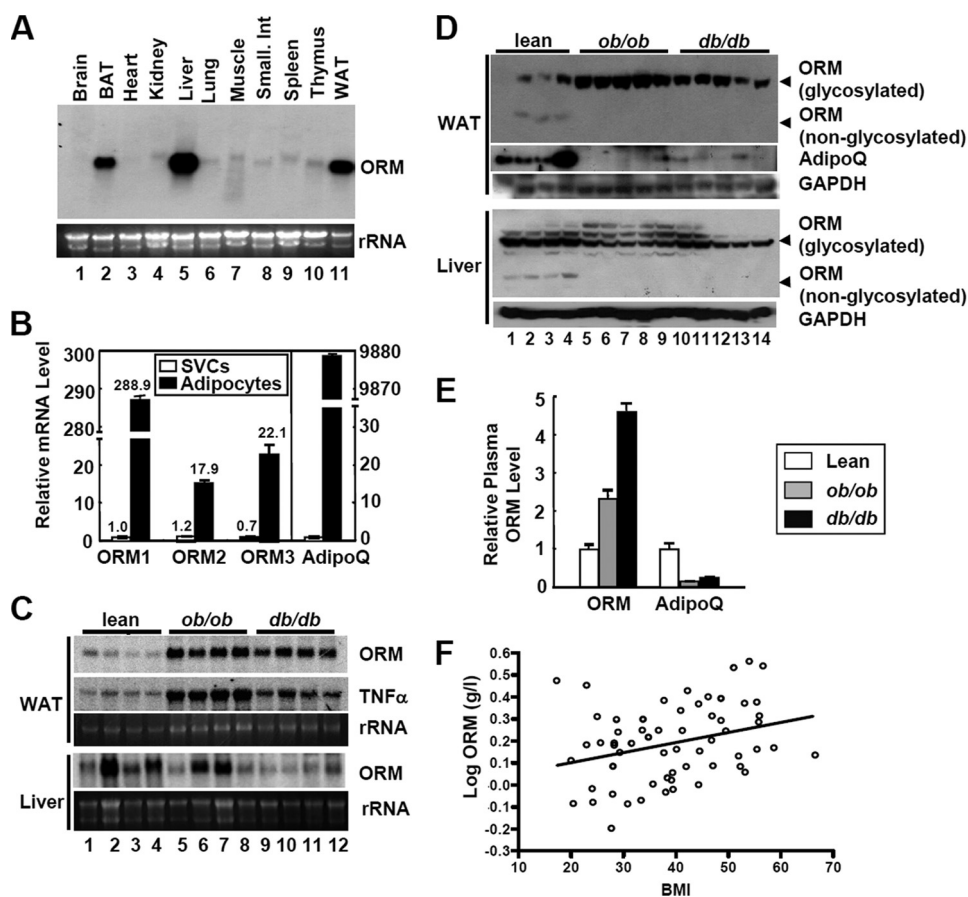 A
Brain
BAT
Heart
Kidney
Liver
Lung
Muscle
Small. Int
Spleen
Thymus
WAT
ORM
rRNA
1 2 3 4 5 6 7 8 9 10 11
B
Relative mRNA Level
300
290
280
20
10
0
SVCs
Adipocytes
288.9
1.0
17.9
1.2
22.1
0.7
9880
9870
30
20
10
0
ORM1 ORM2 ORM3 AdipoQ
C
lean ob/ob db/db
WAT
ORM
TNFα
rRNA
Liver
ORM
rRNA
1 2 3 4 5 6 7 8 9 10 11 12
D
lean ob/ob db/db
WAT
ORM
(glycosylated)
ORM
(non-glycosylated)
AdipoQ
GAPDH
Liver
ORM
(glycosylated)
ORM
(non-glycosylated)
GAPDH
1 2 3 4 5 6 7 8 9 10 11 12 13 14
E
Relative Plasma
ORM Level
5
4
3
2
1
0
ORM AdipoQ
Lean
ob/ob
db/db
F
Log ORM (g/l)
0.6
0.5
0.4
0.3
0.2
0.1
0.0
0.1
-0.2
-0.3
10 20 30 40 50 60 70
BMI